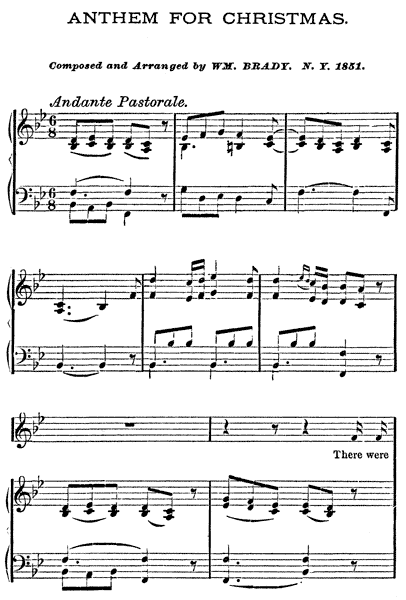 ANTHEM FOR CHRISTMAS.
Composed and Arranged by WM. BRADY. N. Y. 1851.
Andante Pastorale.
There were